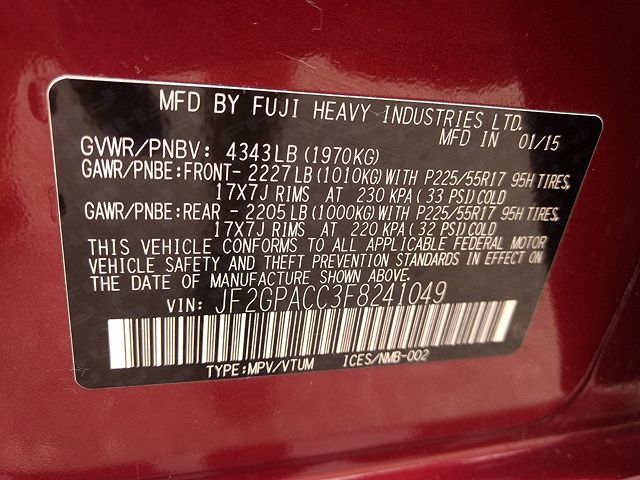 MFD BY FUJI HEAVY INDUSTRIES LTD.
MFD IN 01/15
GVWR/PNBV: 4343LB (1970KG)
GAWR/PNBE:FRONT- 2227LB (1010KG)WITH P225/55R17 95H TIRES,
17X7J RIMS AT 230 KPA ( 33 PSI)COLD
GAWR/PNBE:REAR - 2205LB (1000KG)WITH P225/55R17 95H TIRES,
17X7J RIMS AT 220 KPA ( 32 PSI)COLD
THIS VEHICLE CONFORMS TO ALL APPLICABLE FEDERAL MOTOR
VEHICLE SAFETY AND THEFT PREVENTION STANDARDS IN EFFECT ON
THE DATE OF MANUFACTURE SHOWN ABOVE.
VIN: JF2GPACC3F8241049
TYPE:MPV/VTUM ICES/NMB-002